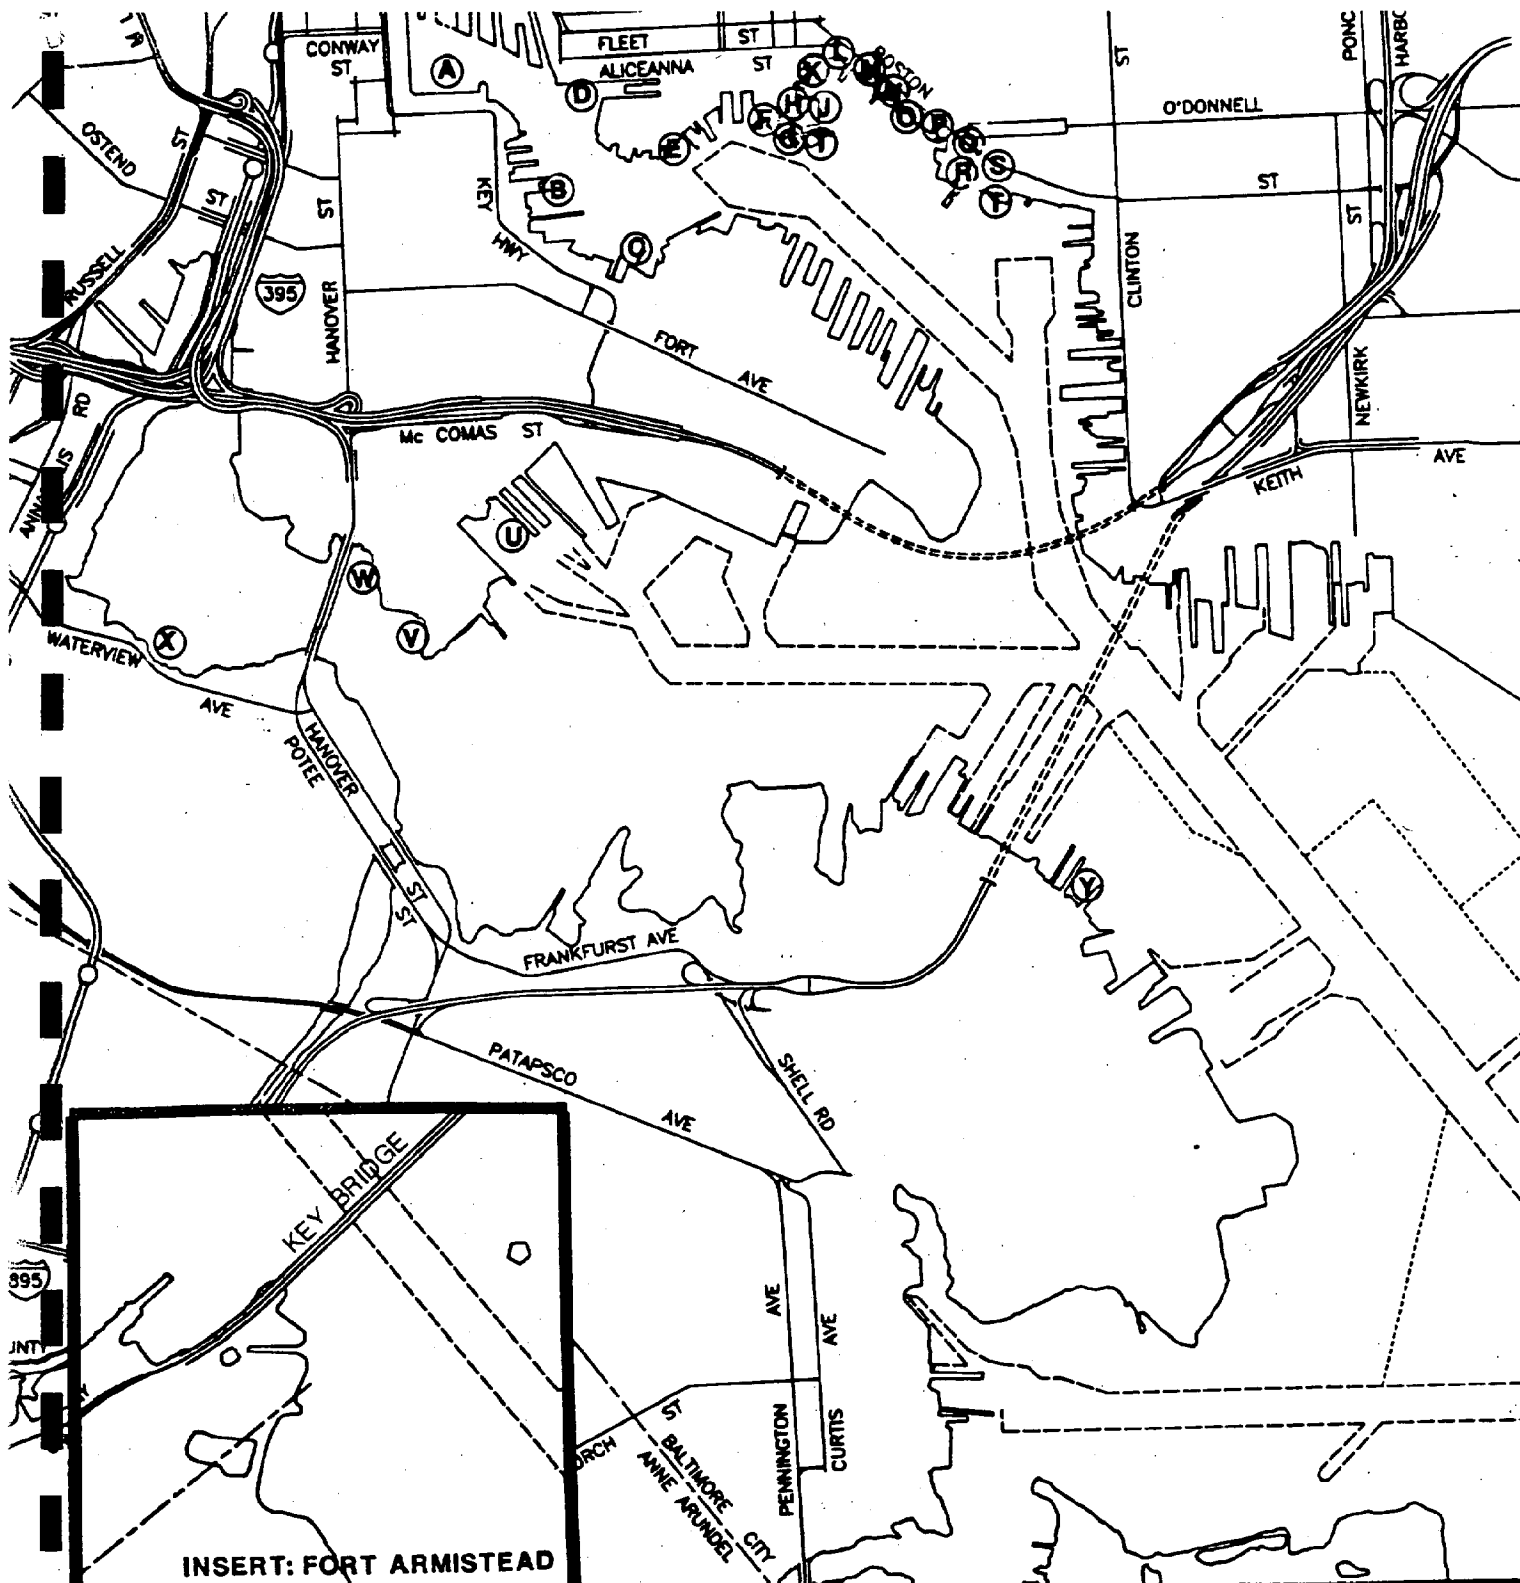 CONWAY
ST
FLEET
ST
ALICEANNA
ST
BOSTON
ST
PONC
HARBO
O'DONNELL
OSTEND
ST
ST
ST
KEY
HWY
RUSSELL
395
HANOVER
CLINTON
ST
ST
NEWKIRK
FORT
AVE
Mc COMAS ST
RD
KEITH
AVE
A
B
D
E
F
H
J
K
L
P
R
S
T
U
V
W
X
Y
WATERVIEW
AVE
HANOVER
POTEE
ST
ST
FRANKFURST AVE
PATAPSCO
AVE
SHELL RD
KEY BRIDGE
895
UNTY
AVE
AVE
PENNINGTON
CURTIS
ST
BALTIMORE
CITY
ANNE ARUNDEL
INSERT: FORT ARMISTEAD